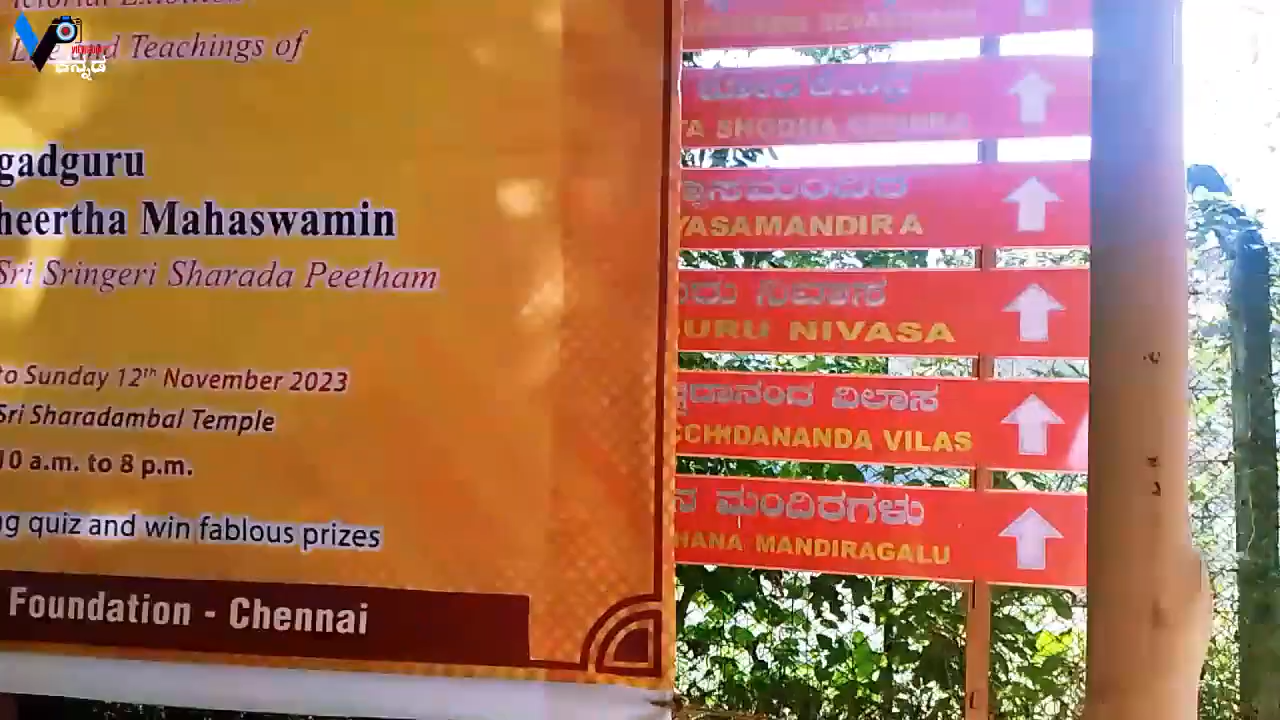 Teachings of
ಕನ್ನಡ
gadguru
heertha Mahaswamin
Sri Sringeri Sharada Peetham
to Sunday 12th November 2023
Sri Sharadambal Temple
10 a.m. to 8 p.m.
ng quiz and win fablous prizes
Foundation - Chennai
TA SHODHA
ಸಮಂದಿರ
YASAMANDIRA
ರು ನಿವಾಸ
URU NIVASA
ದಾನಂದ ವಿಲಾಸ
CCHIDANANDA VILAS
ನ ಮಂದಿರಗಳು
HANA MANDIRAGALU